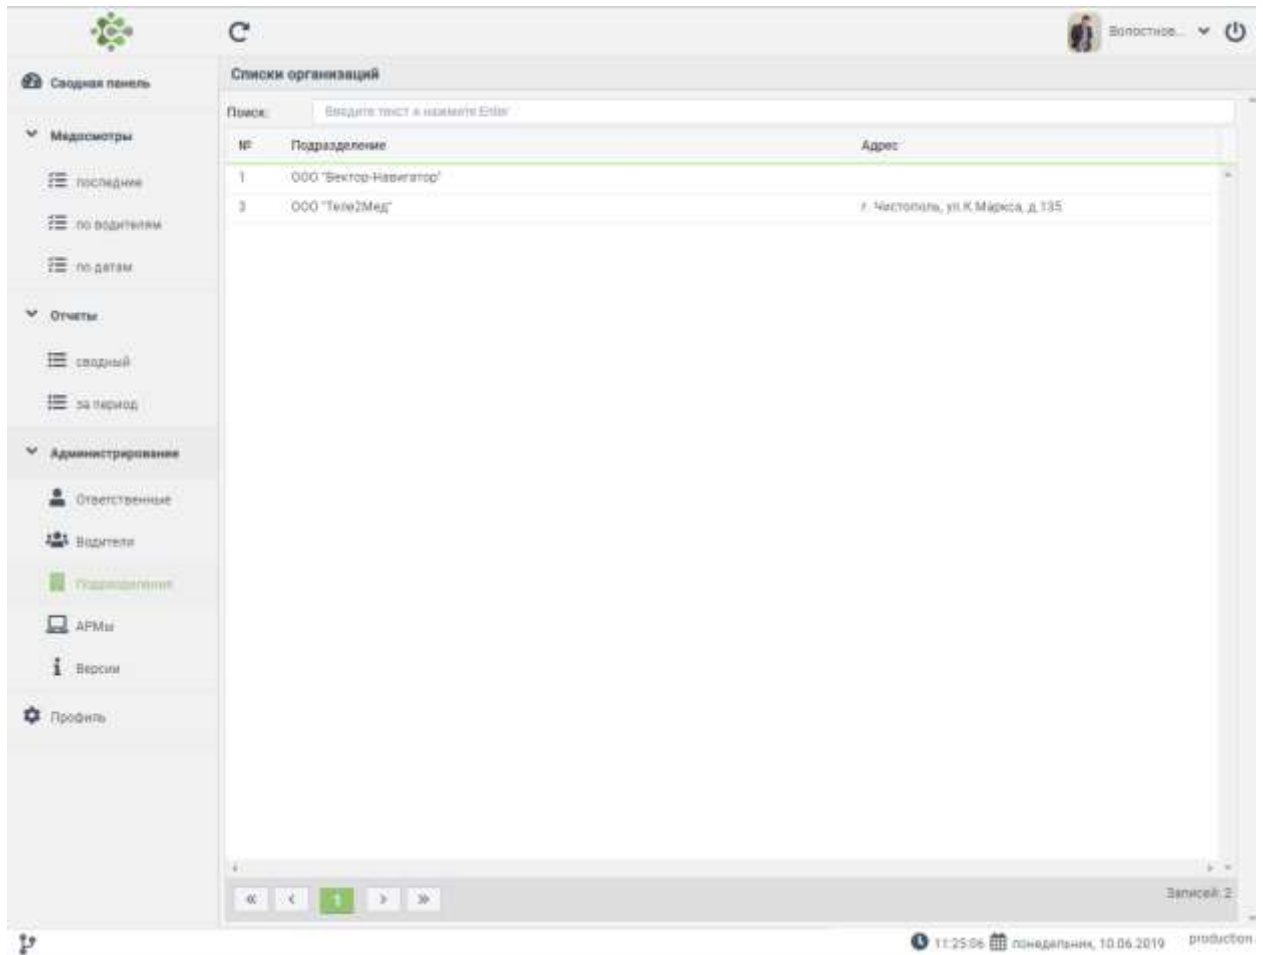 Волостнов...
Сводная панель
Медосмотры
последние
по водителям
по датам
Отчеты
сводный
за период
Администрирование
Ответственные
Водители
Подразделения
АРМы
Версии
Профиль
Списки организаций
Поиск: Введите текст и нажмите Enter
№ Подразделение Адрес
1 ООО "Вектор-Навигатор"
3 ООО "Теле2Мед" г. Чистополь, ул.К.Маркса, д.135
« < 1 > » Записей: 2
11:25:06 понедельник, 10.06.2019 production